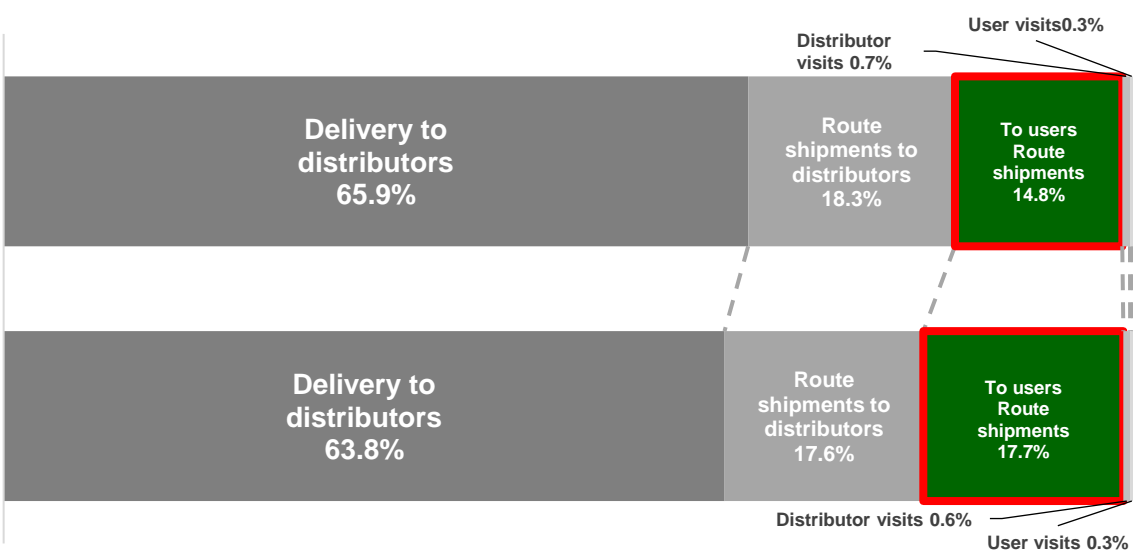 User visits0.3%
Distributor
visits 0.7%
Delivery to
distributors
65.9%
Route
shipments to
distributors
18.3%
To users
Route
shipments
14.8%
Delivery to
distributors
63.8%
Route
shipments to
distributors
17.6%
To users
Route
shipments
17.7%
Distributor visits 0.6%
User visits 0.3%